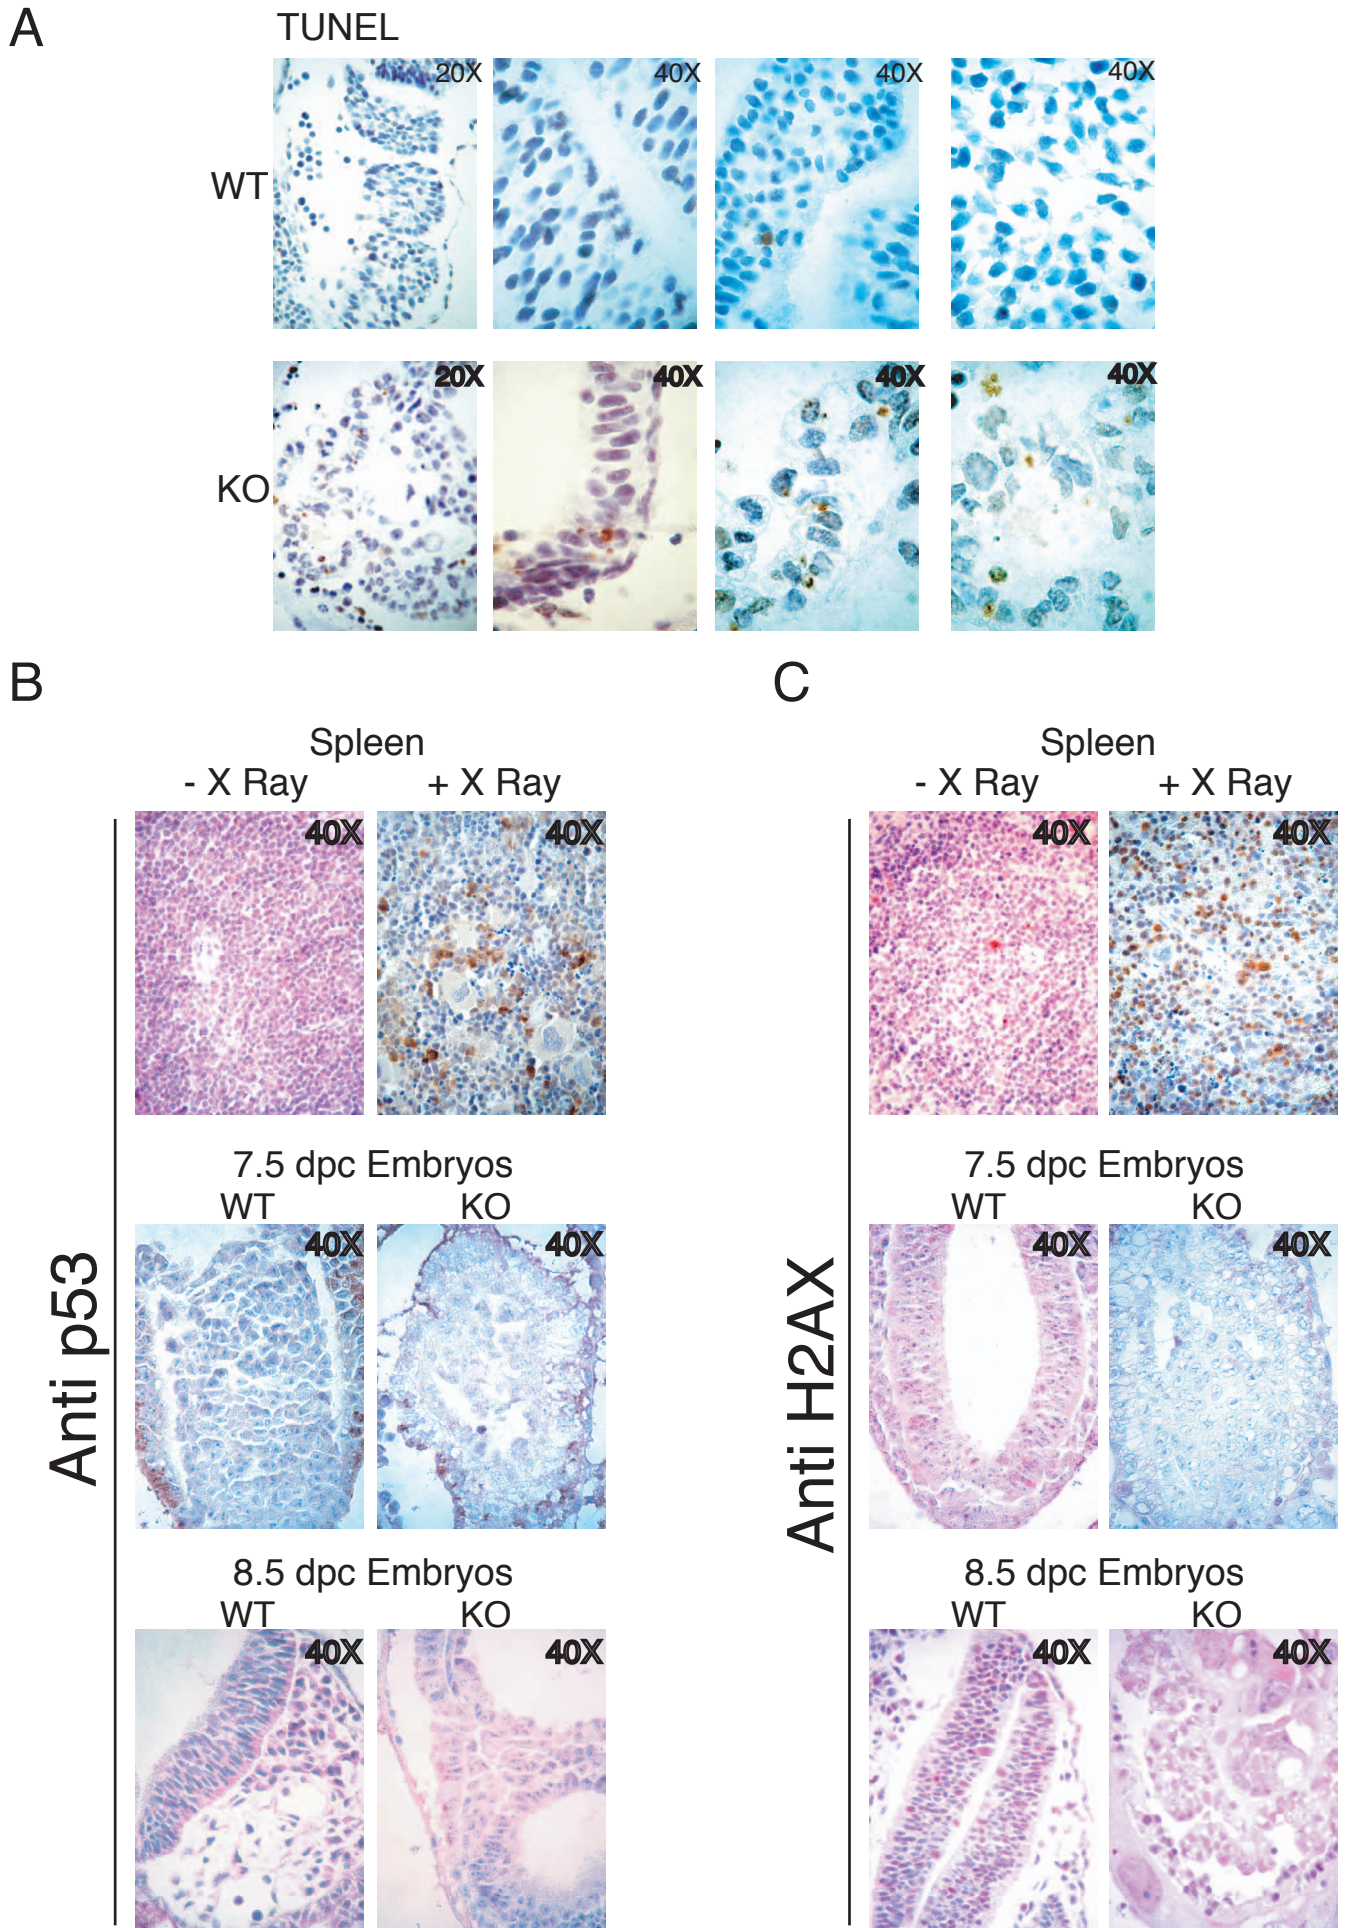 A
TUNEL
WT
20X
40X
40X
40X
KO
20X
40X
40X
40X
B
Spleen
- X Ray
+ X Ray
40X
40X
7.5 dpc Embryos
WT
KO
40X
40X
8.5 dpc Embryos
WT
KO
40X
40X
Anti p53
C
Spleen
- X Ray
+ X Ray
40X
40X
7.5 dpc Embryos
WT
KO
40X
40X
8.5 dpc Embryos
WT
KO
40X
40X
Anti H2AX